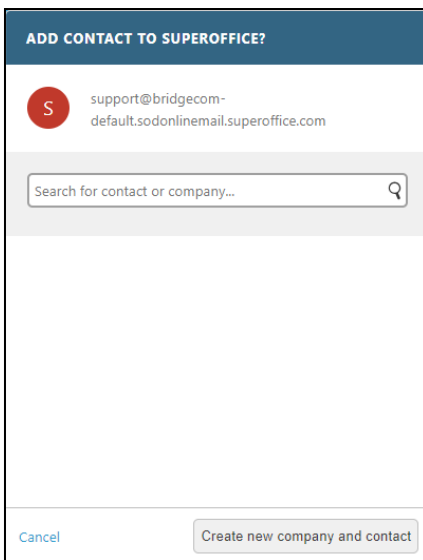 ADD CONTACT TO SUPEROFFICE?
S
support@bridgecom-
default.sodonlinemail.superoffice.com
Search for contact or company...
Cancel
Create new company and contact